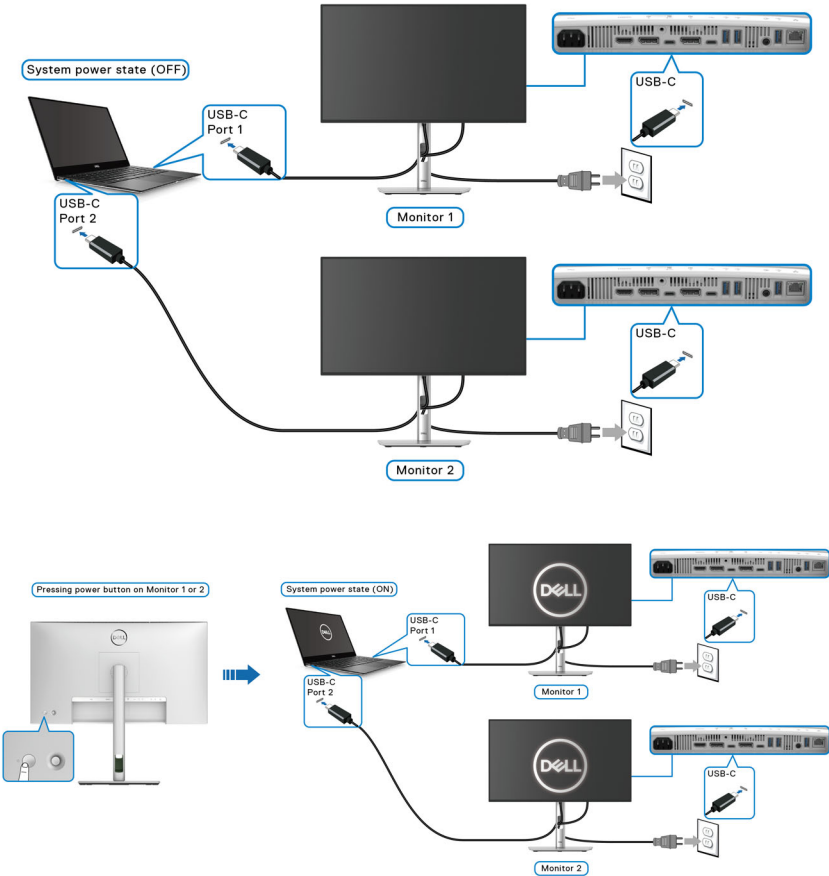 System power state (OFF)
USB-C
Port 1
USB-C
USB-C
Port 2
Monitor 1
USB-C
Monitor 2
Pressing power button on Monitor 1 or 2
DELL
System power state (ON)
DELL
USB-C
Port 1
DELL
USB-C
Monitor 1
USB-C
Port 2
DELL
USB-C
Monitor 2